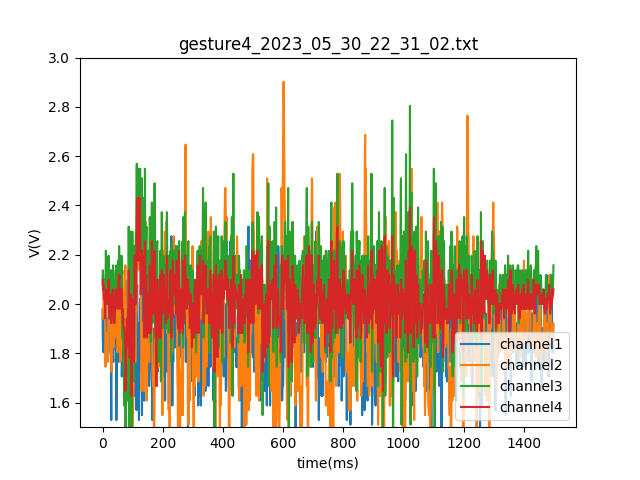 gesture4_2023_05_30_22_31_02.txt
3.0
2.8
2.6
2.4
2.2
2.0
1.8
1.6
V(V)
channel1
channel2
channel3
channel4
0 200 400 600 800 1000 1200 1400
time(ms)